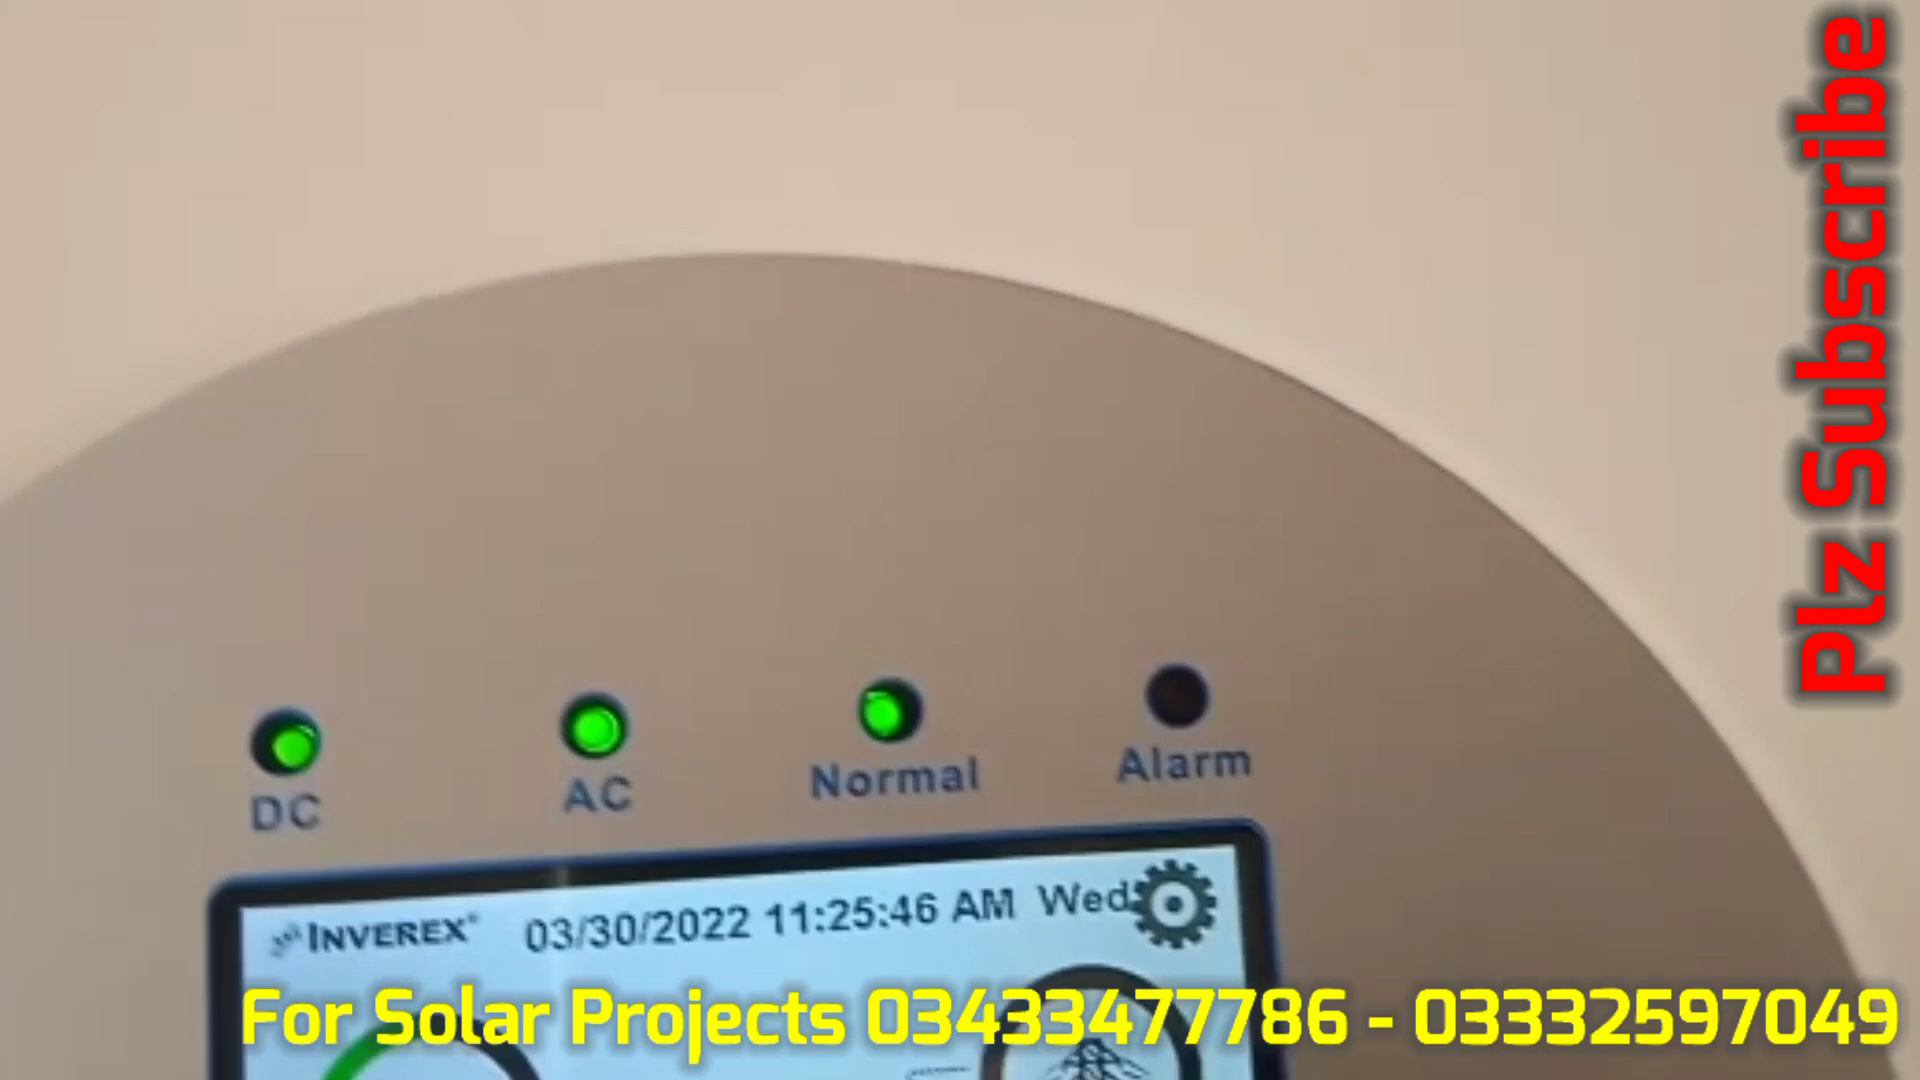 Plz Subscribe
DC AC Normal Alarm
INVEREX® 03/30/2022 11:25:46 AM Wed
For Solar Projects 03433477786 - 03332597049